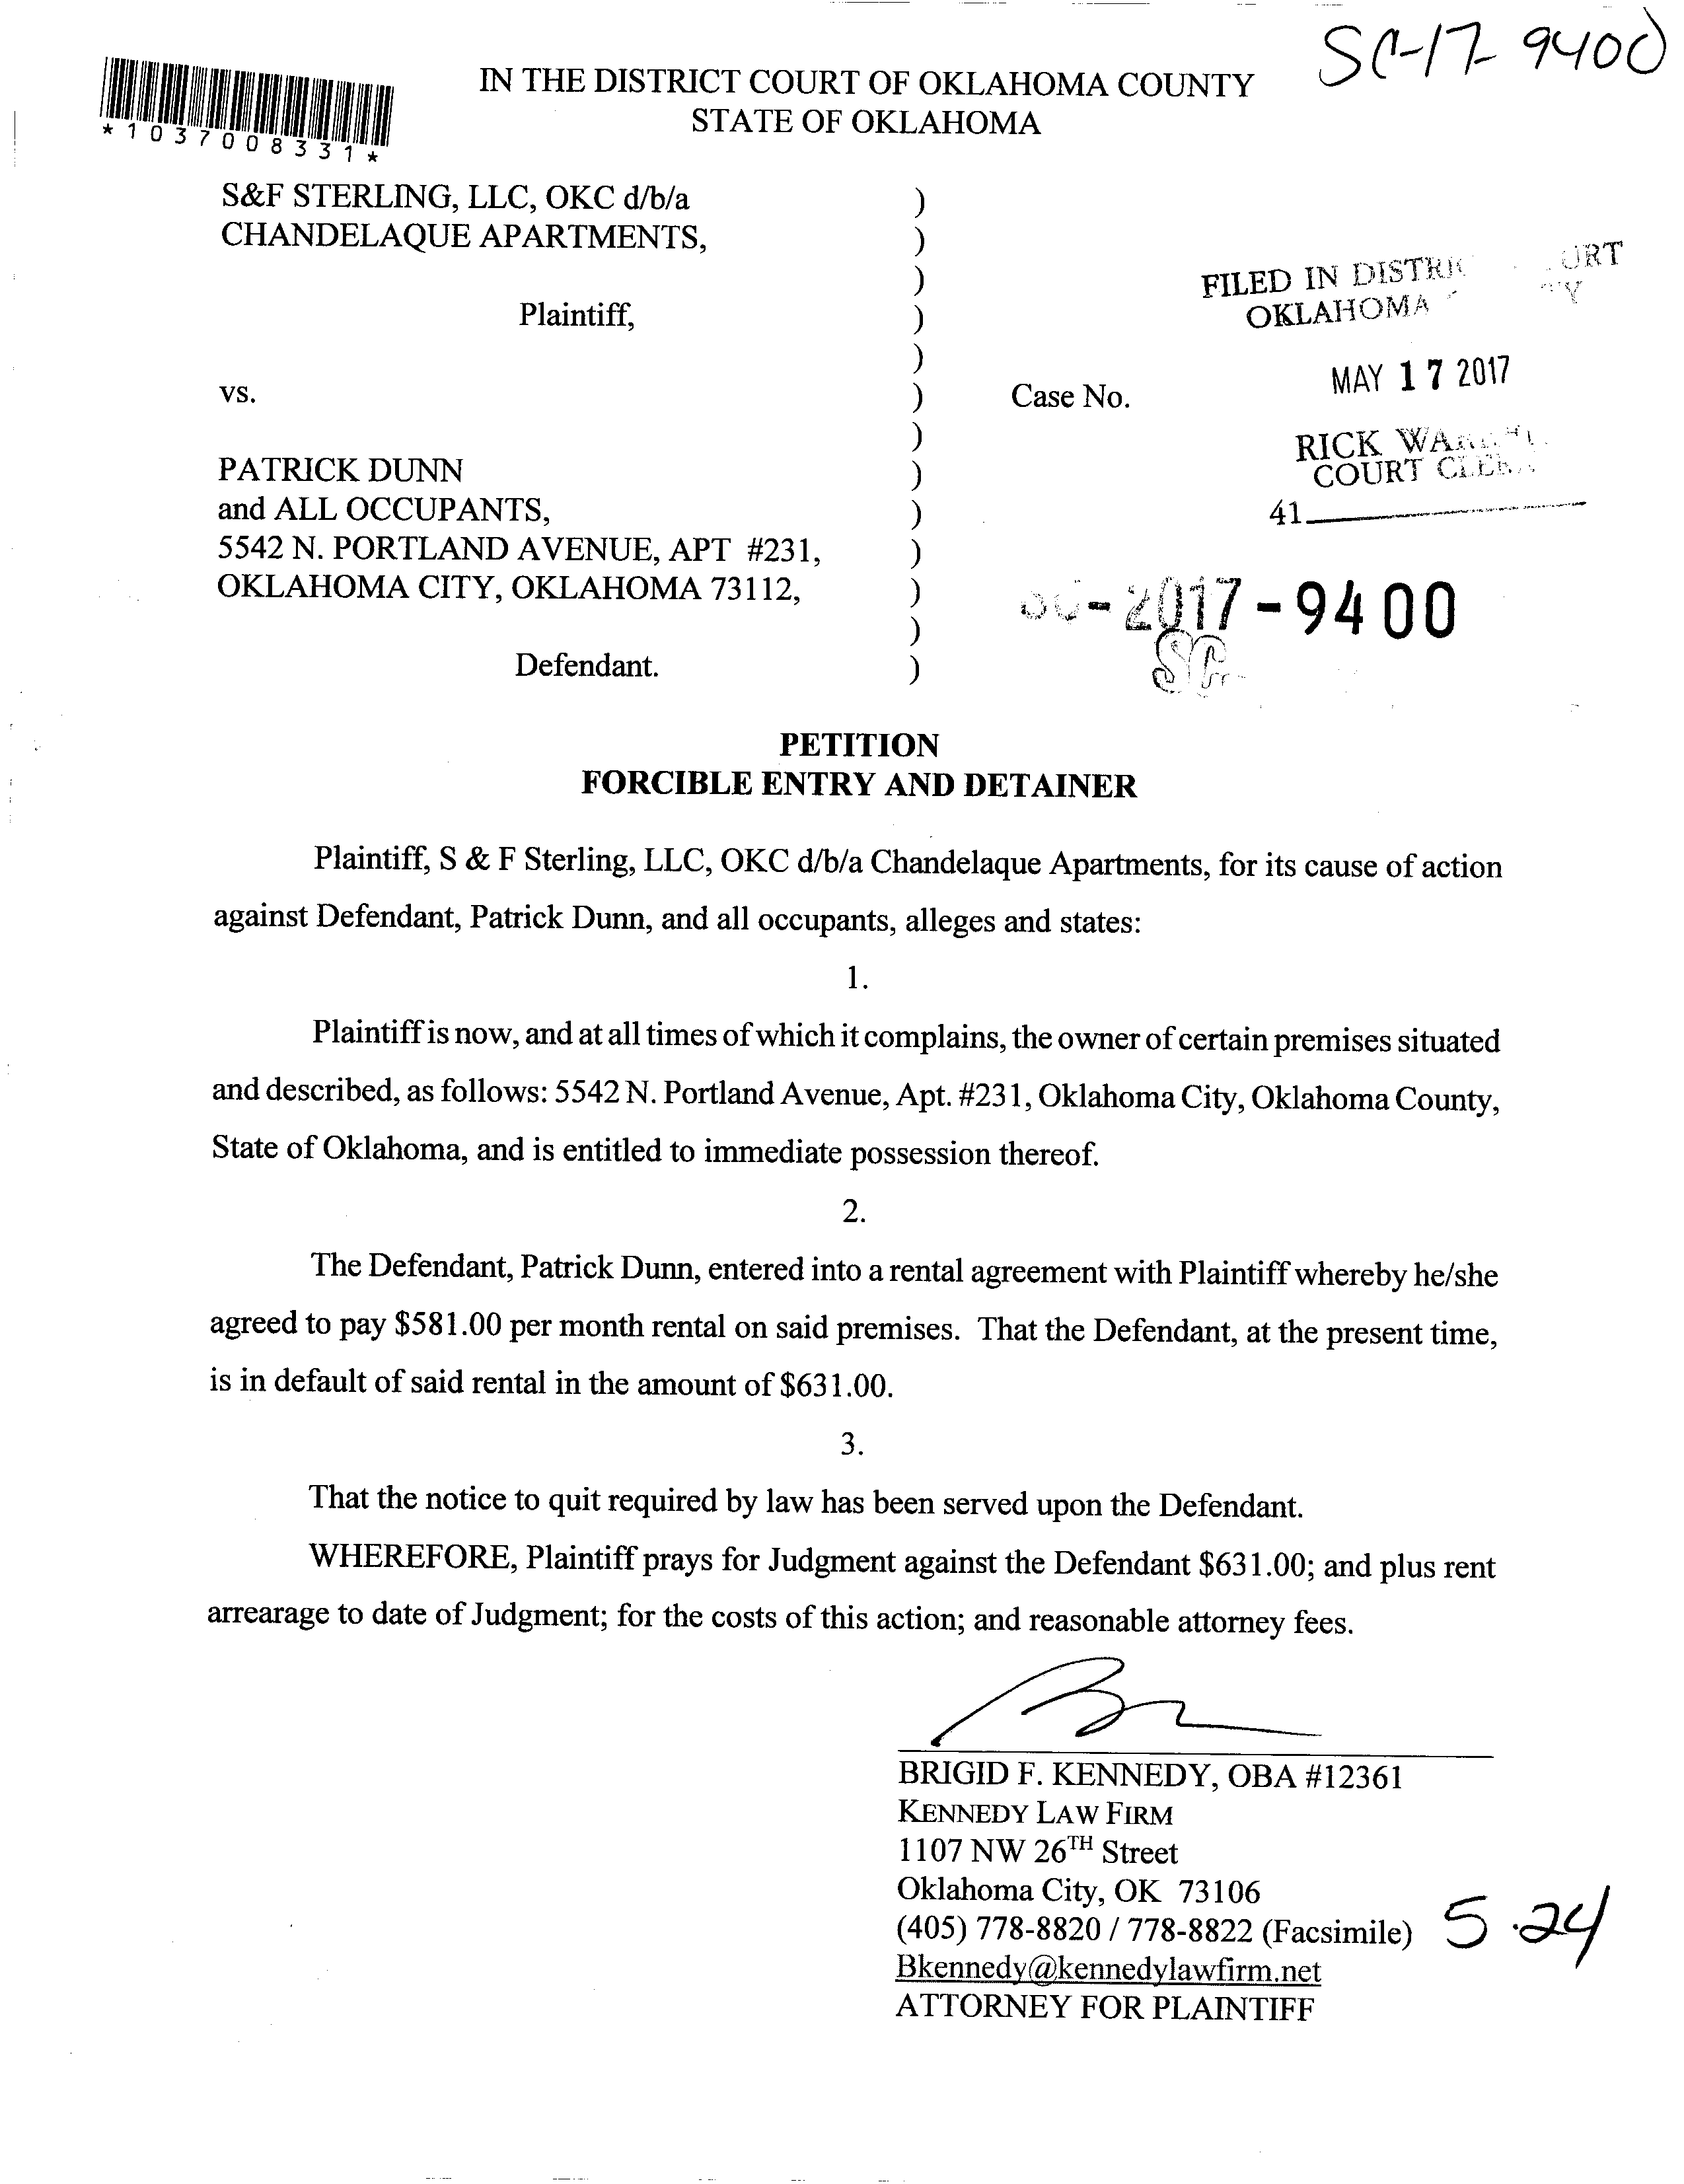 SC-17-9400
*1037008331*
IN THE DISTRICT COURT OF OKLAHOMA COUNTY
STATE OF OKLAHOMA
S&F STERLING, LLC, OKC d/b/a
CHANDELAQUE APARTMENTS,
Plaintiff,
vs.
PATRICK DUNN
and ALL OCCUPANTS,
5542 N. PORTLAND AVENUE, APT #231,
OKLAHOMA CITY, OKLAHOMA 73112,
Defendant.
)
)
)
)
)
)
)
)
)
)
)
)
)
FILED IN
OKLAHOMA
MAY 17 2017
Case No.
RICK
COURT
41
-2017-9400
SC
PETITION
FORCIBLE ENTRY AND DETAINER
Plaintiff, S & F Sterling, LLC, OKC d/b/a Chandelaque Apartments, for its cause of action
against Defendant, Patrick Dunn, and all occupants, alleges and states:
1.
Plaintiff is now, and at all times of which it complains, the owner of certain premises situated
and described, as follows: 5542 N. Portland Avenue, Apt. #231, Oklahoma City, Oklahoma County,
State of Oklahoma, and is entitled to immediate possession thereof.
2.
The Defendant, Patrick Dunn, entered into a rental agreement with Plaintiff whereby he/she
agreed to pay $581.00 per month rental on said premises. That the Defendant, at the present time,
is in default of said rental in the amount of $631.00.
3.
That the notice to quit required by law has been served upon the Defendant.
WHEREFORE, Plaintiff prays for Judgment against the Defendant $631.00; and plus rent
arrearage to date of Judgment; for the costs of this action; and reasonable attorney fees.
BRIGID F. KENNEDY, OBA #12361
KENNEDY LAW FIRM
1107 NW 26TH Street
Oklahoma City, OK 73106
(405) 778-8820 / 778-8822 (Facsimile)
Bkennedy@kennedylawfirm.net
ATTORNEY FOR PLAINTIFF
5.24